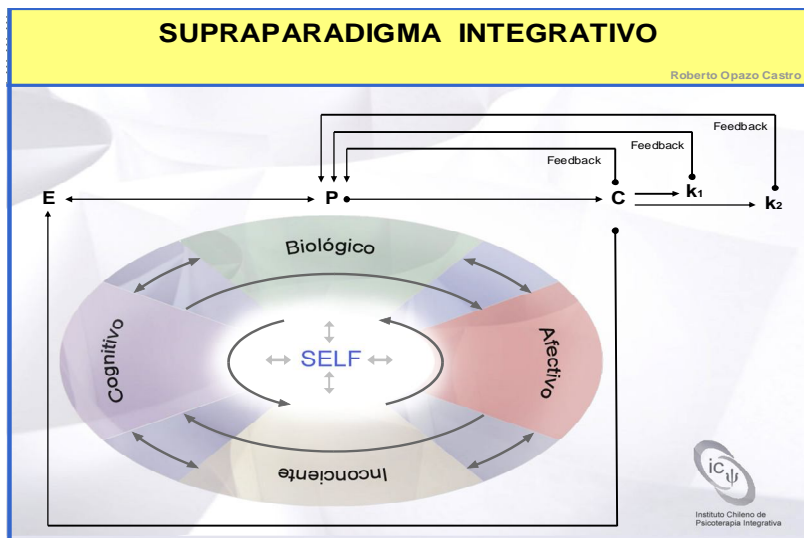 SUPRAPARADIGMA INTEGRATIVO
Roberto Opazo Castro
Feedback
Feedback
Feedback
E
P
C
k₁
k₂
Biológico
Cognitivo
SELF
Afectivo
Inconciente
ic ψ
Instituto Chileno de
Psicoterapia Integrativa